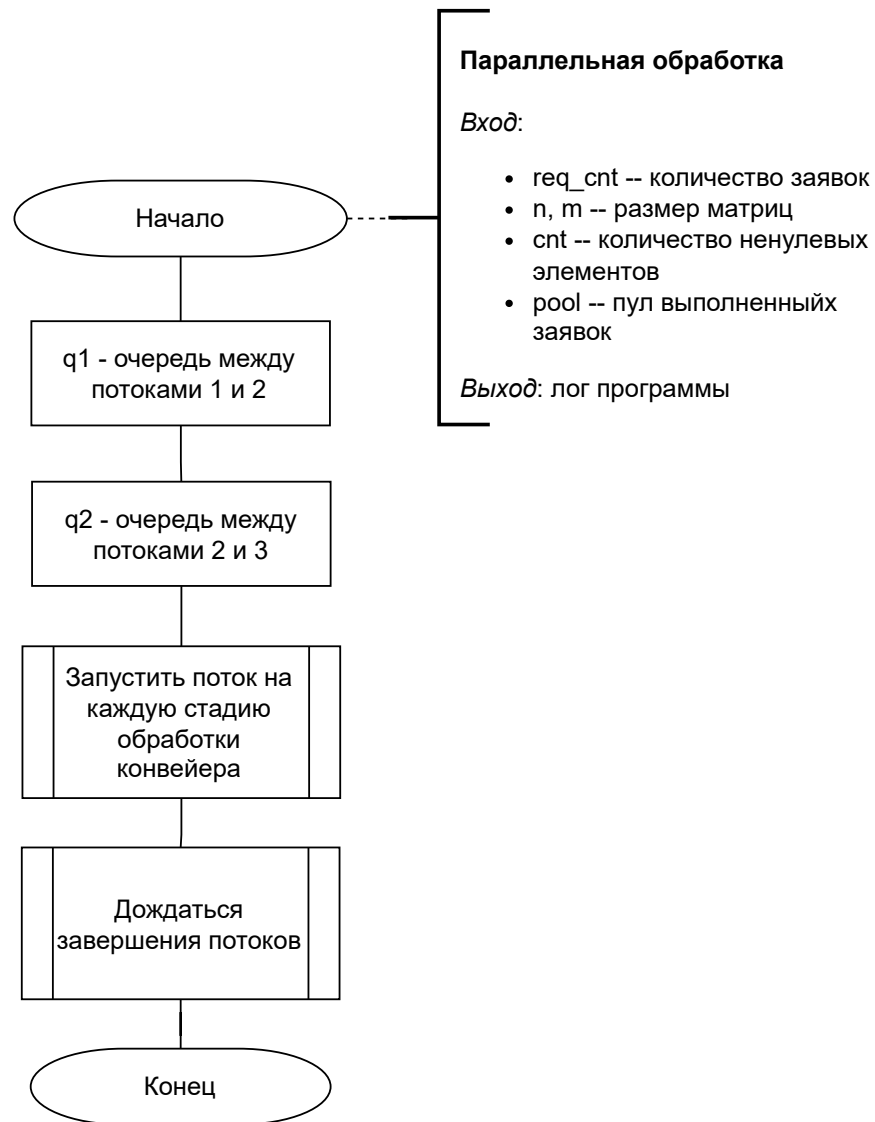 Параллельная обработка
Вход:
• req_cnt -- количество заявок
• n, m -- размер матриц
• cnt -- количество ненулевых
элементов
• pool -- пул выполненныйх
заявок
Выход: лог программы
Начало
q1 - очередь между
потоками 1 и 2
q2 - очередь между
потоками 2 и 3
Запустить поток на
каждую стадию
обработки
конвейера
Дождаться
завершения потоков
Конец